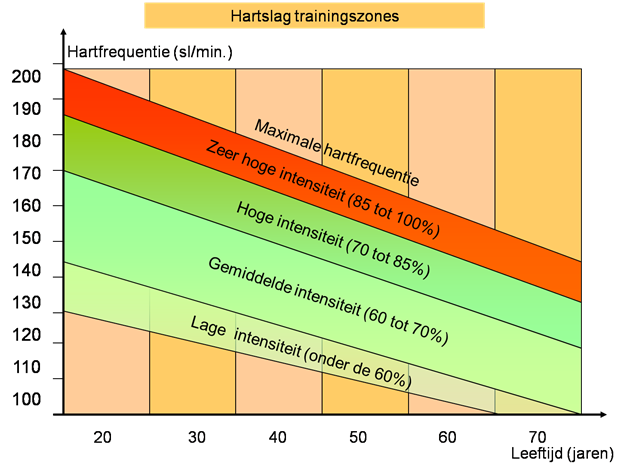 Hartslag trainingszones
Hartfrequentie (sl/min.)
200
190
180
170
160
150
140
130
120
110
100
Maximale hartfrequentie
Zeer hoge intensiteit (85 tot 100%)
Hoge intensiteit (70 tot 85%)
Gemiddelde intensiteit (60 tot 70%)
Lage intensiteit (onder de 60%)
20 30 40 50 60 70
Leeftijd (jaren)